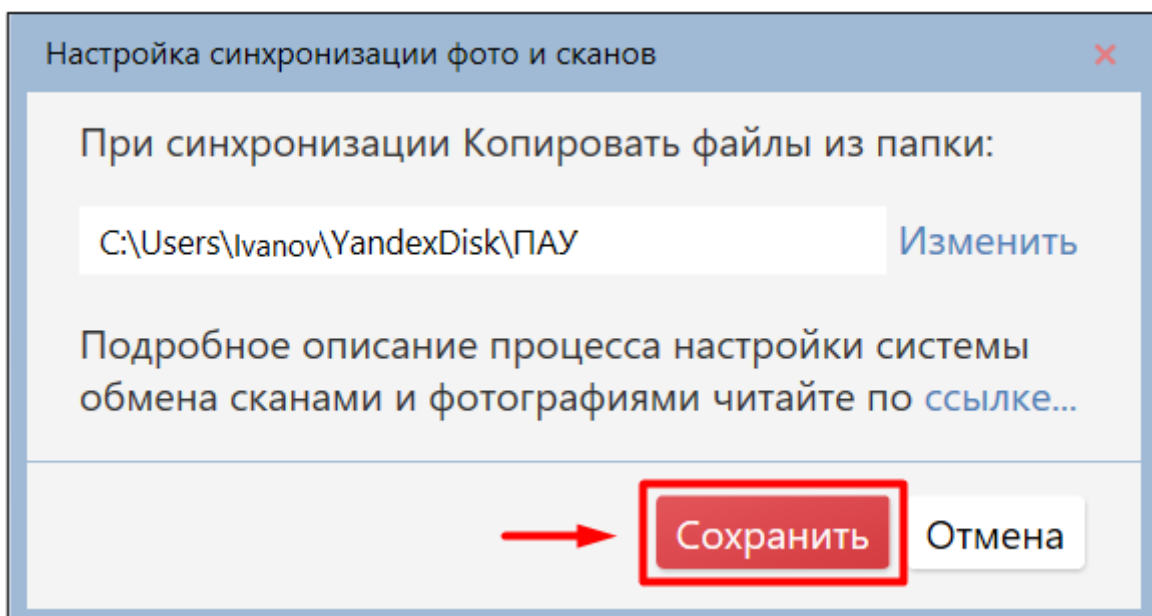 Настройка синхронизации фото и сканов
При синхронизации Копировать файлы из папки:
C:\Users\Ivanov\YandexDisk\ПАУ Изменить
Подробное описание процесса настройки системы
обмена сканами и фотографиями читайте по ссылке...
Сохранить Отмена